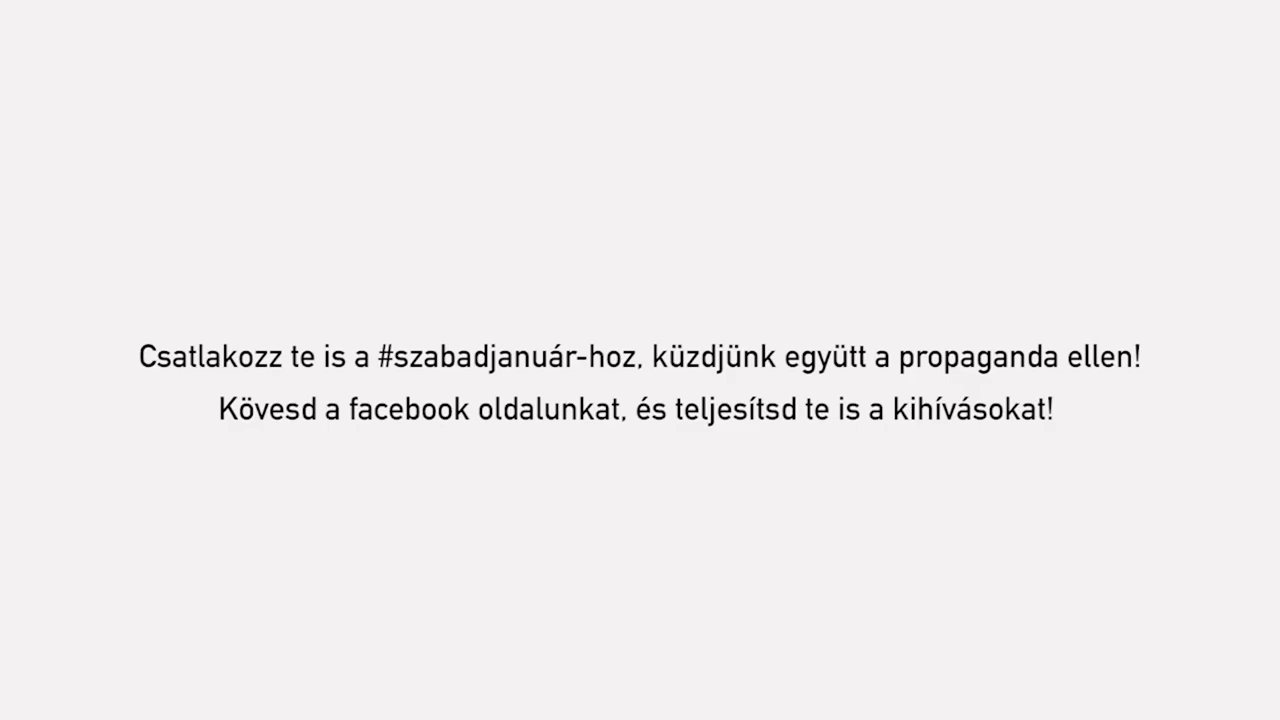 Csatlakozz te is a #szabadjanuár-hoz, küzdjünk együtt a propaganda ellen!
Kövesd a facebook oldalunkat, és teljesítsd te is a kihívásokat!